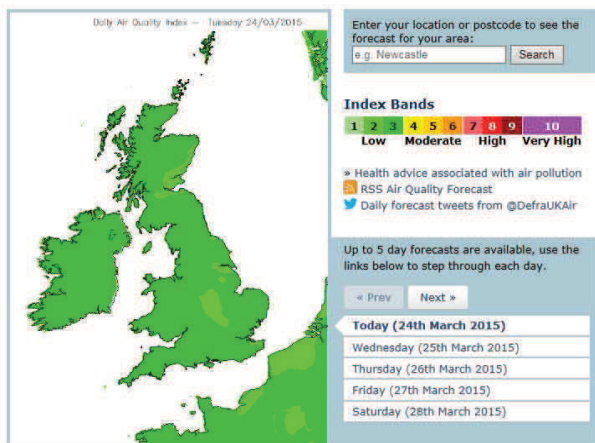 Daily Air Quality Index – Tuesday 24/03/2015
Enter your location or postcode to see the
forecast for your area:
e.g. Newcastle
Search
Index Bands
1 2 3 4 5 6 7 8 9 10
Low Moderate High Very High
» Health advice associated with air pollution
RSS Air Quality Forecast
Daily forecast tweets from @DefraUKAir
Up to 5 day forecasts are available, use the
links below to step through each day.
« Prev
Next »
Today (24th March 2015)
Wednesday (25th March 2015)
Thursday (26th March 2015)
Friday (27th March 2015)
Saturday (28th March 2015)